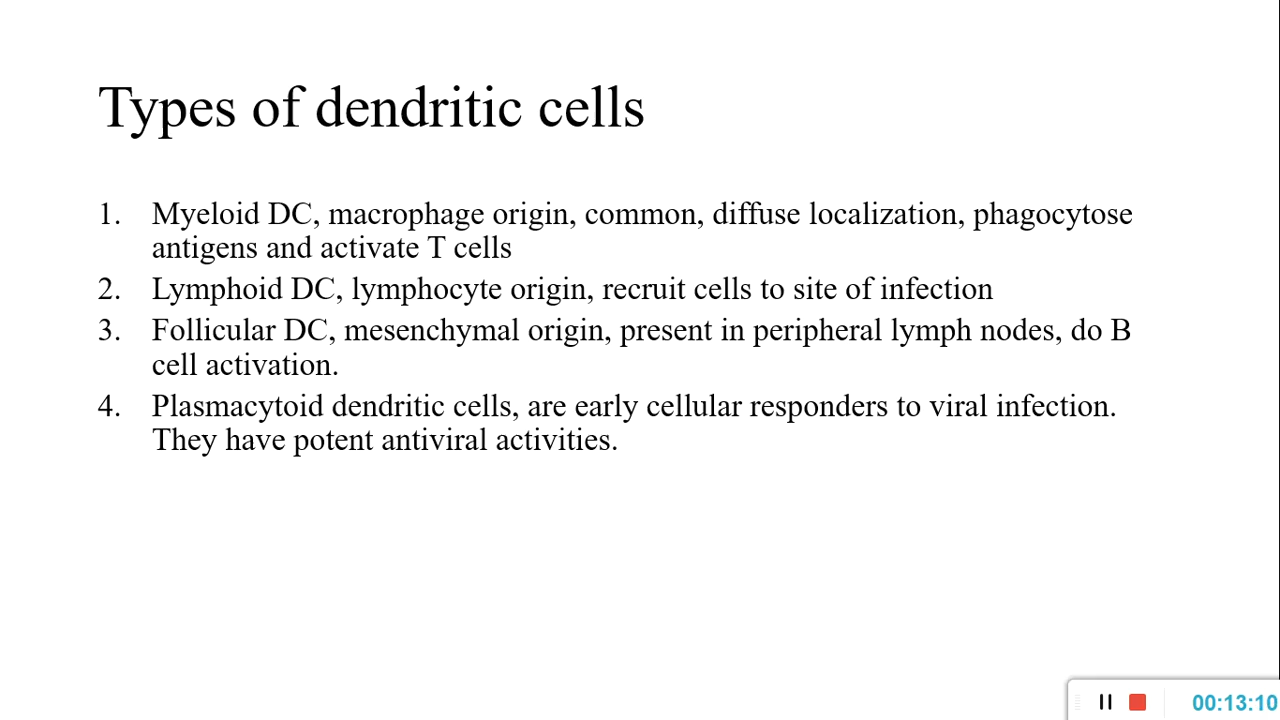 Types of dendritic cells
1. Myeloid DC, macrophage origin, common, diffuse localization, phagocytose
antigens and activate T cells
2. Lymphoid DC, lymphocyte origin, recruit cells to site of infection
3. Follicular DC, mesenchymal origin, present in peripheral lymph nodes, do B
cell activation.
4. Plasmacytoid dendritic cells, are early cellular responders to viral infection.
They have potent antiviral activities.
00:13:10